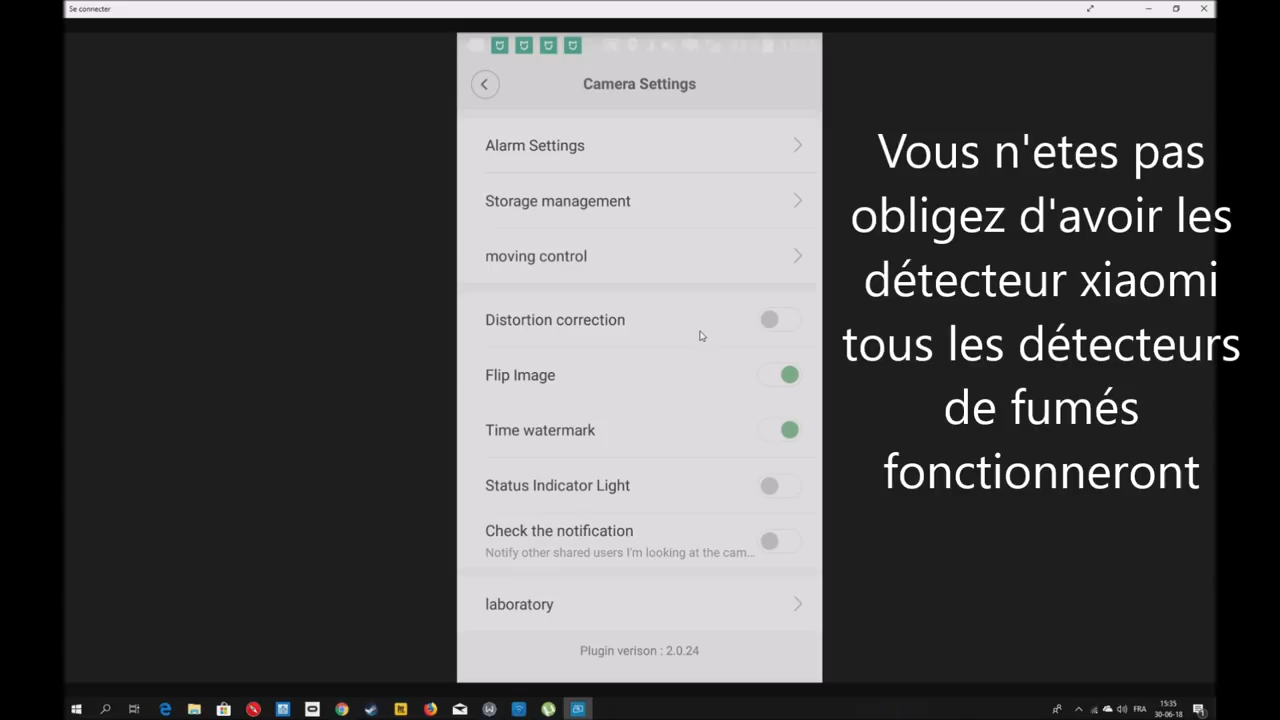 Se connecter
Camera Settings
Alarm Settings
Storage management
moving control
Distortion correction
Flip Image
Time watermark
Status Indicator Light
Check the notification
Notify other shared users I'm looking at the cam...
laboratory
Plugin verison : 2.0.24
Vous n'etes pas
obligez d'avoir les
détecteur xiaomi
tous les détecteurs
de fumés
fonctionneront
FRA
15:35
30-06-18